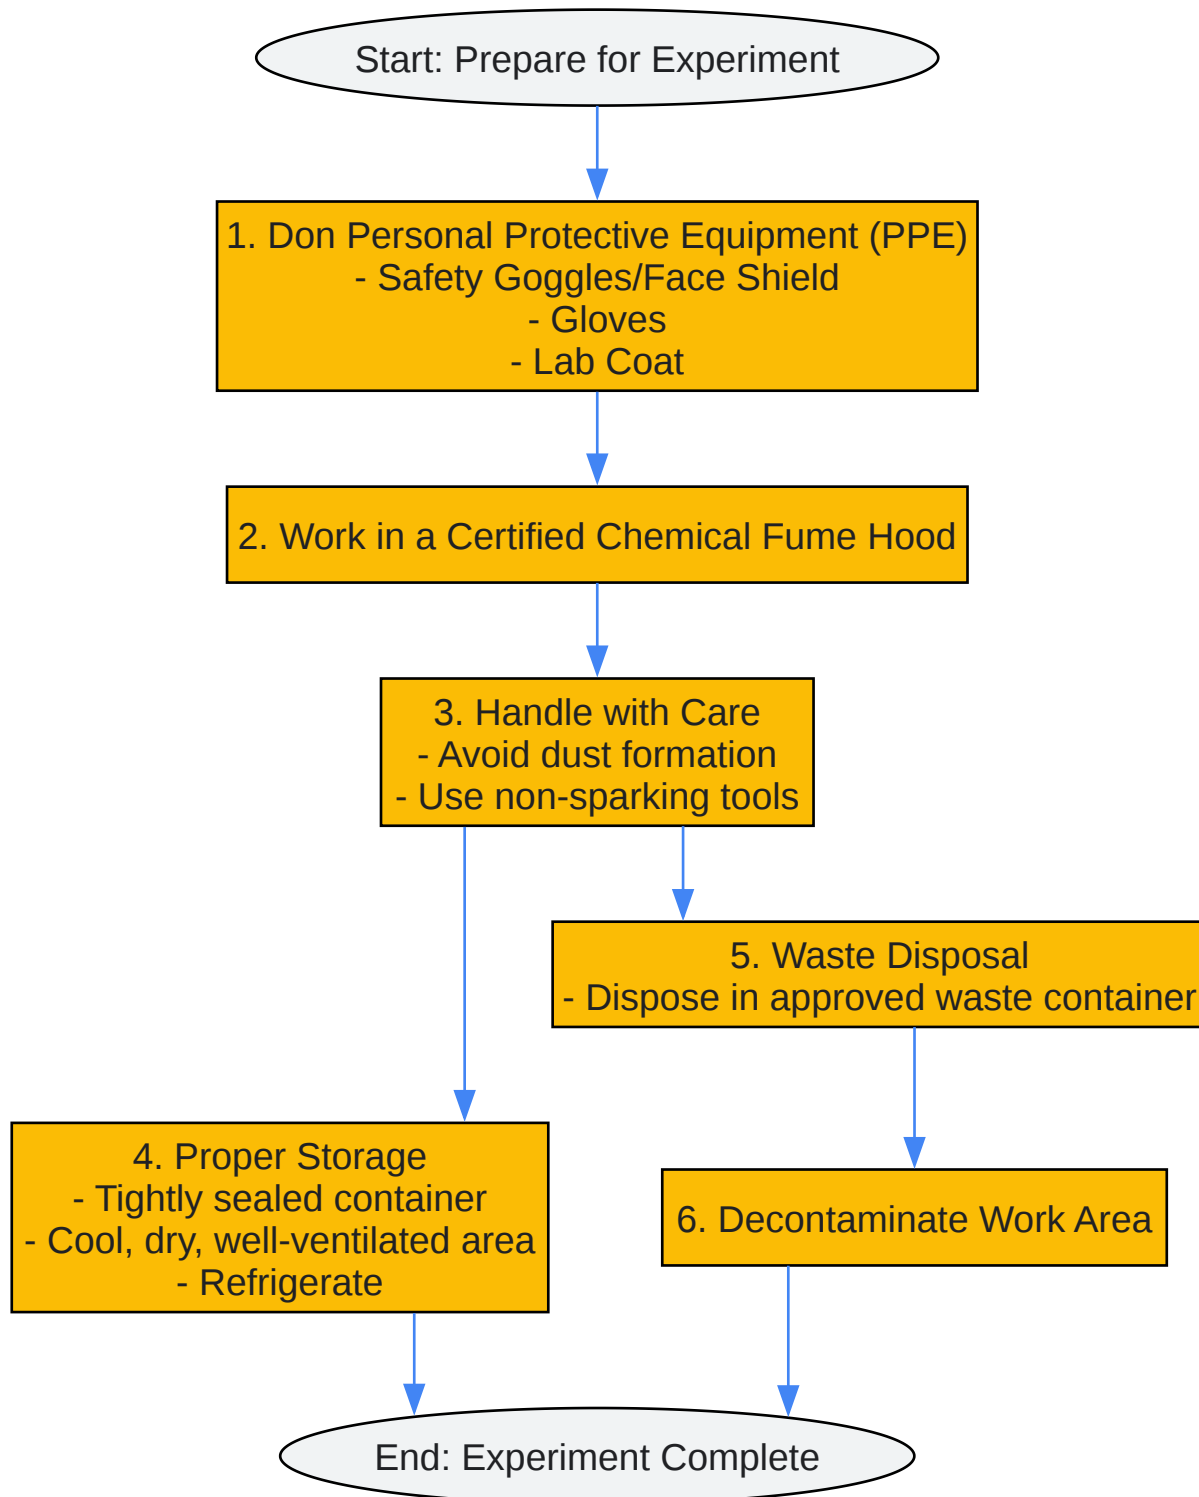 Start: Prepare for Experiment
1. Don Personal Protective Equipment (PPE)
- Safety Goggles/Face Shield
- Gloves
- Lab Coat
2. Work in a Certified Chemical Fume Hood
3. Handle with Care
- Avoid dust formation
- Use non-sparking tools
5. Waste Disposal
- Dispose in approved waste container
4. Proper Storage
- Tightly sealed container
- Cool, dry, well-ventilated area
- Refrigerate
6. Decontaminate Work Area
End: Experiment Complete